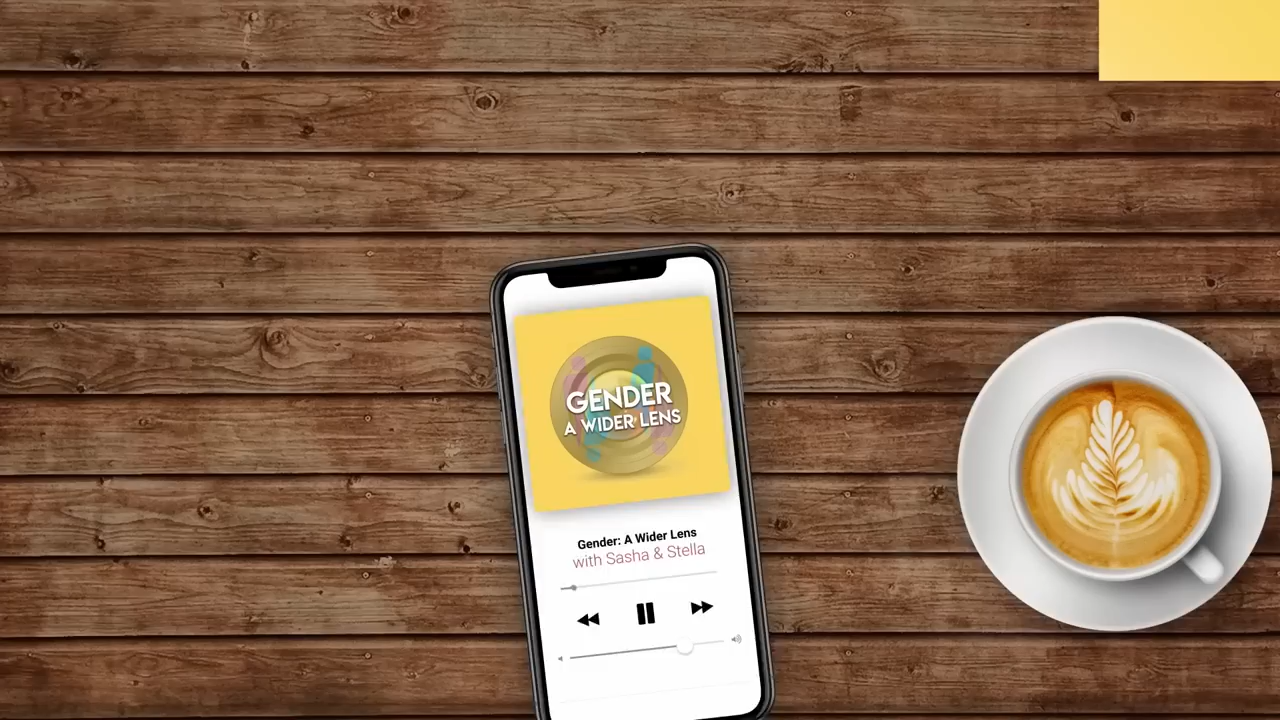 GENDER
A WIDER LENS
Gender: A Wider Lens
with Sasha & Stella